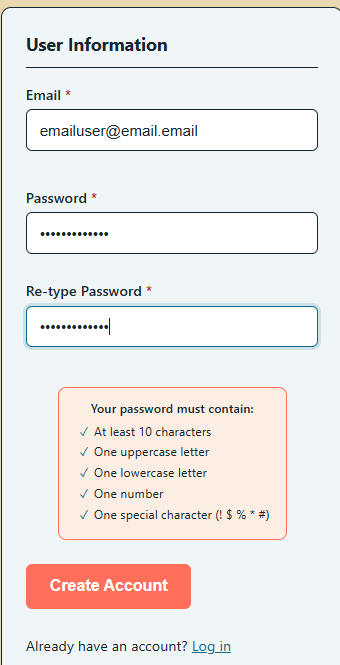 User Information
Email *
emailuser@email.email
Password *
•••••••••••••
Re-type Password *
•••••••••••••
Your password must contain:
✓ At least 10 characters
✓ One uppercase letter
✓ One lowercase letter
✓ One number
✓ One special character (! $ % * #)
Create Account
Already have an account? Log in